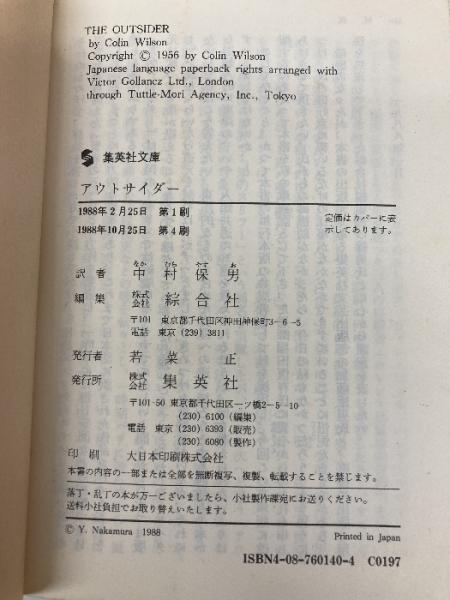 THE OUTSIDER
by Colin Wilson
Copyright © 1956 by Colin Wilson
Japanese language paperback rights arranged with
Victor Gollancz Ltd., London
through Tuttle-Mori Agency, Inc., Tokyo
集英社文庫
アウトサイダー
1988年2月25日 第1刷
1988年10月25日 第4刷
定価はカバーに表
示してあります。
なか むら やす お
訳者 中村保男
編集 株式会社 綜合社
〒101 東京都千代田区神田神保町3-6-5
電話 東京(239)3811
発行者 若菜正
発行所 株式会社 集英社
〒101-50 東京都千代田区一ツ橋2-5-10
(230)6100(編集)
電話 東京(230)6393(販売)
(230)6080(製作)
印刷 大日本印刷株式会社
本書の内容の一部または全部を無断複写、複製、転載することを禁じます。
落丁・乱丁の本が万一ございましたら、小社製作課宛にお送りください。
送料小社負担でお取り替えいたします。
© Y. Nakamura 1988
Printed in Japan
ISBN4-08-760140-4 C0197